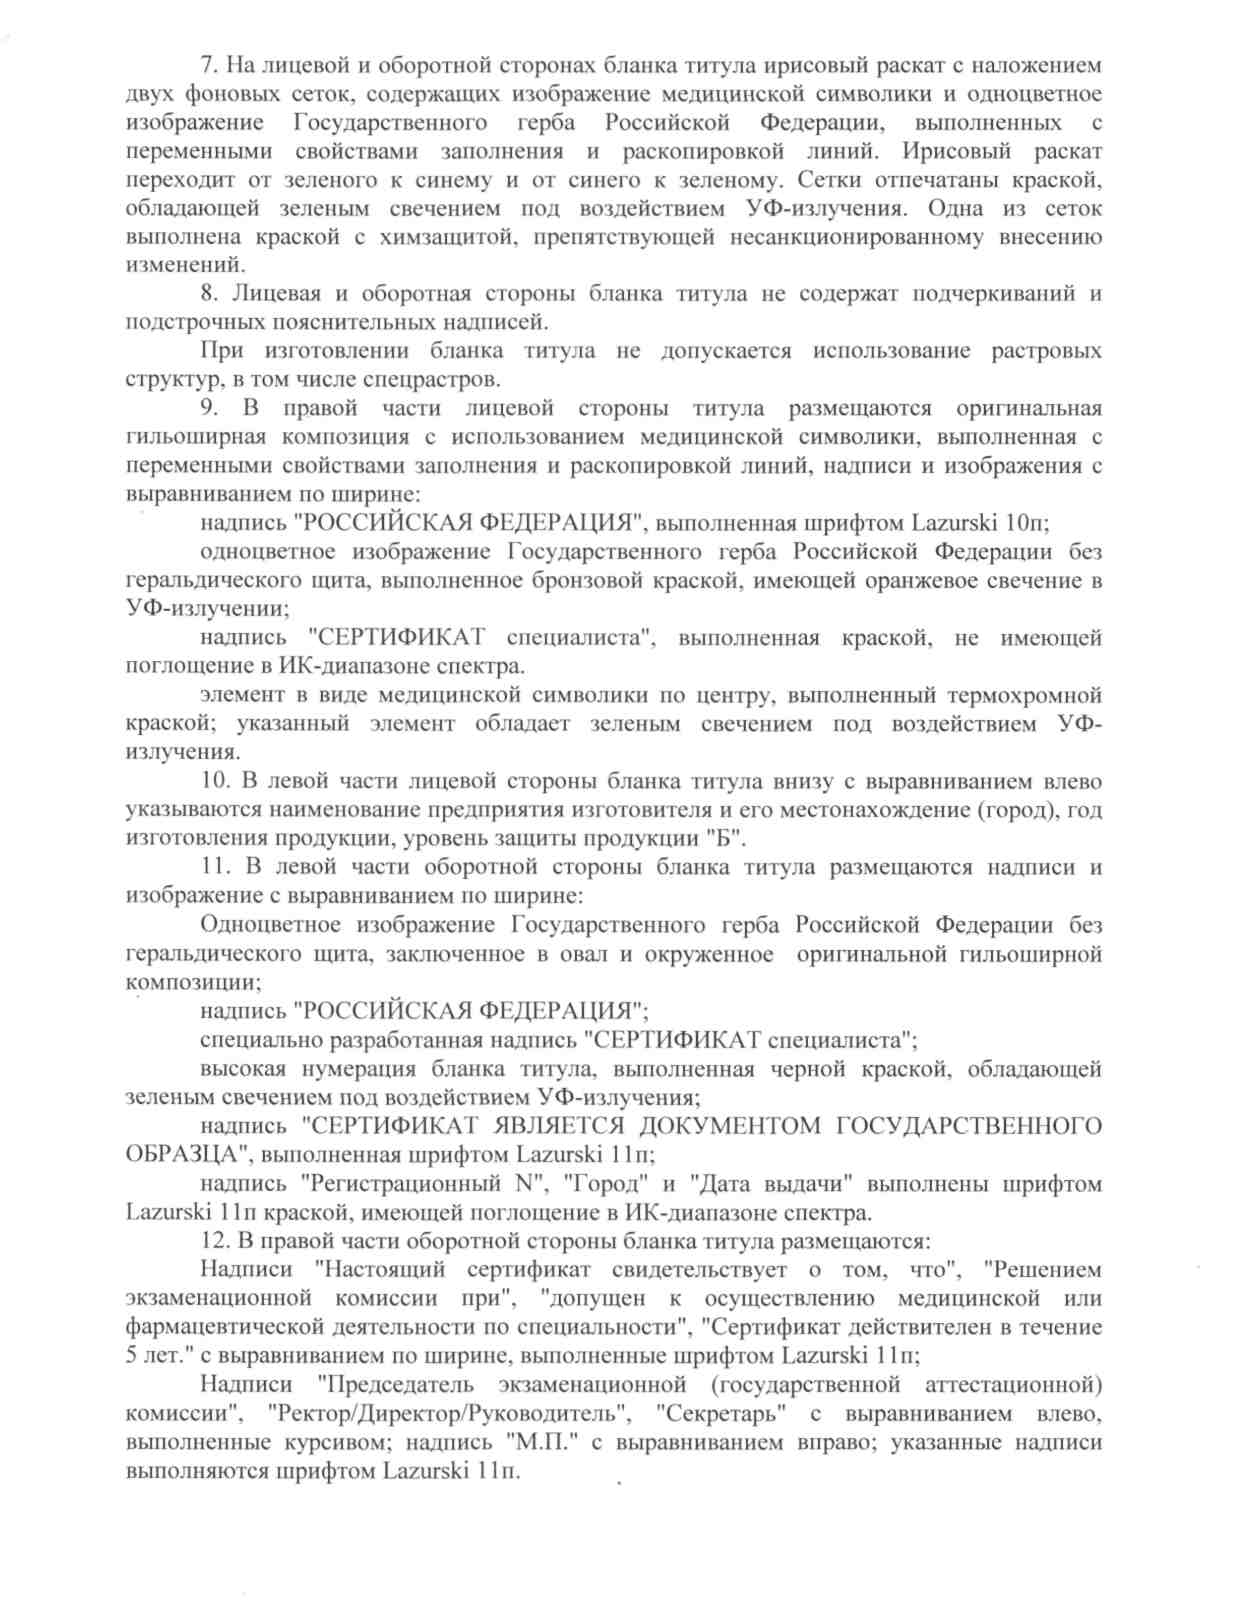 7. На лицевой и оборотной сторонах бланка титула ирисовый раскат с наложением
двух фоновых сеток, содержащих изображение медицинской символики и одноцветное
изображение Государственного герба Российской Федерации, выполненных с
переменными свойствами заполнения и раскопировкой линий. Ирисовый раскат
переходит от зеленого к синему и от синего к зеленому. Сетки отпечатаны краской,
обладающей зеленым свечением под воздействием УФ-излучения. Одна из сеток
выполнена краской с химзащитой, препятствующей несанкционированному внесению
изменений.
8. Лицевая и оборотная стороны бланка титула не содержат подчеркиваний и
подстрочных пояснительных надписей.
При изготовлении бланка титула не допускается использование растровых
структур, в том числе спецрастров.
9. В правой части лицевой стороны титула размещаются оригинальная
гильоширная композиция с использованием медицинской символики, выполненная с
переменными свойствами заполнения и раскопировкой линий, надписи и изображения с
выравниванием по ширине:
надпись "РОССИЙСКАЯ ФЕДЕРАЦИЯ", выполненная шрифтом Lazurski 10п;
одноцветное изображение Государственного герба Российской Федерации без
геральдического щита, выполненное бронзовой краской, имеющей оранжевое свечение в
УФ-излучении;
надпись "СЕРТИФИКАТ специалиста", выполненная краской, не имеющей
поглощение в ИК-диапазоне спектра.
элемент в виде медицинской символики по центру, выполненный термохромной
краской; указанный элемент обладает зеленым свечением под воздействием УФ-
излучения.
10. В левой части лицевой стороны бланка титула внизу с выравниванием влево
указываются наименование предприятия изготовителя и его местонахождение (город), год
изготовления продукции, уровень защиты продукции "Б".
11. В левой части оборотной стороны бланка титула размещаются надписи и
изображение с выравниванием по ширине:
Одноцветное изображение Государственного герба Российской Федерации без
геральдического щита, заключенное в овал и окруженное оригинальной гильоширной
композиции;
надпись "РОССИЙСКАЯ ФЕДЕРАЦИЯ";
специально разработанная надпись "СЕРТИФИКАТ специалиста";
высокая нумерация бланка титула, выполненная черной краской, обладающей
зеленым свечением под воздействием УФ-излучения;
надпись "СЕРТИФИКАТ ЯВЛЯЕТСЯ ДОКУМЕНТОМ ГОСУДАРСТВЕННОГО
ОБРАЗЦА", выполненная шрифтом Lazurski 11п;
надпись "Регистрационный N", "Город" и "Дата выдачи" выполнены шрифтом
Lazurski 11п краской, имеющей поглощение в ИК-диапазоне спектра.
12. В правой части оборотной стороны бланка титула размещаются:
Надписи "Настоящий сертификат свидетельствует о том, что", "Решением
экзаменационной комиссии при", "допущен к осуществлению медицинской или
фармацевтической деятельности по специальности", "Сертификат действителен в течение
5 лет." с выравниванием по ширине, выполненные шрифтом Lazurski 11п;
Надписи "Председатель экзаменационной (государственной аттестационной)
комиссии", "Ректор/Директор/Руководитель", "Секретарь" с выравниванием влево,
выполненные курсивом; надпись "М.П." с выравниванием вправо; указанные надписи
выполняются шрифтом Lazurski 11п.